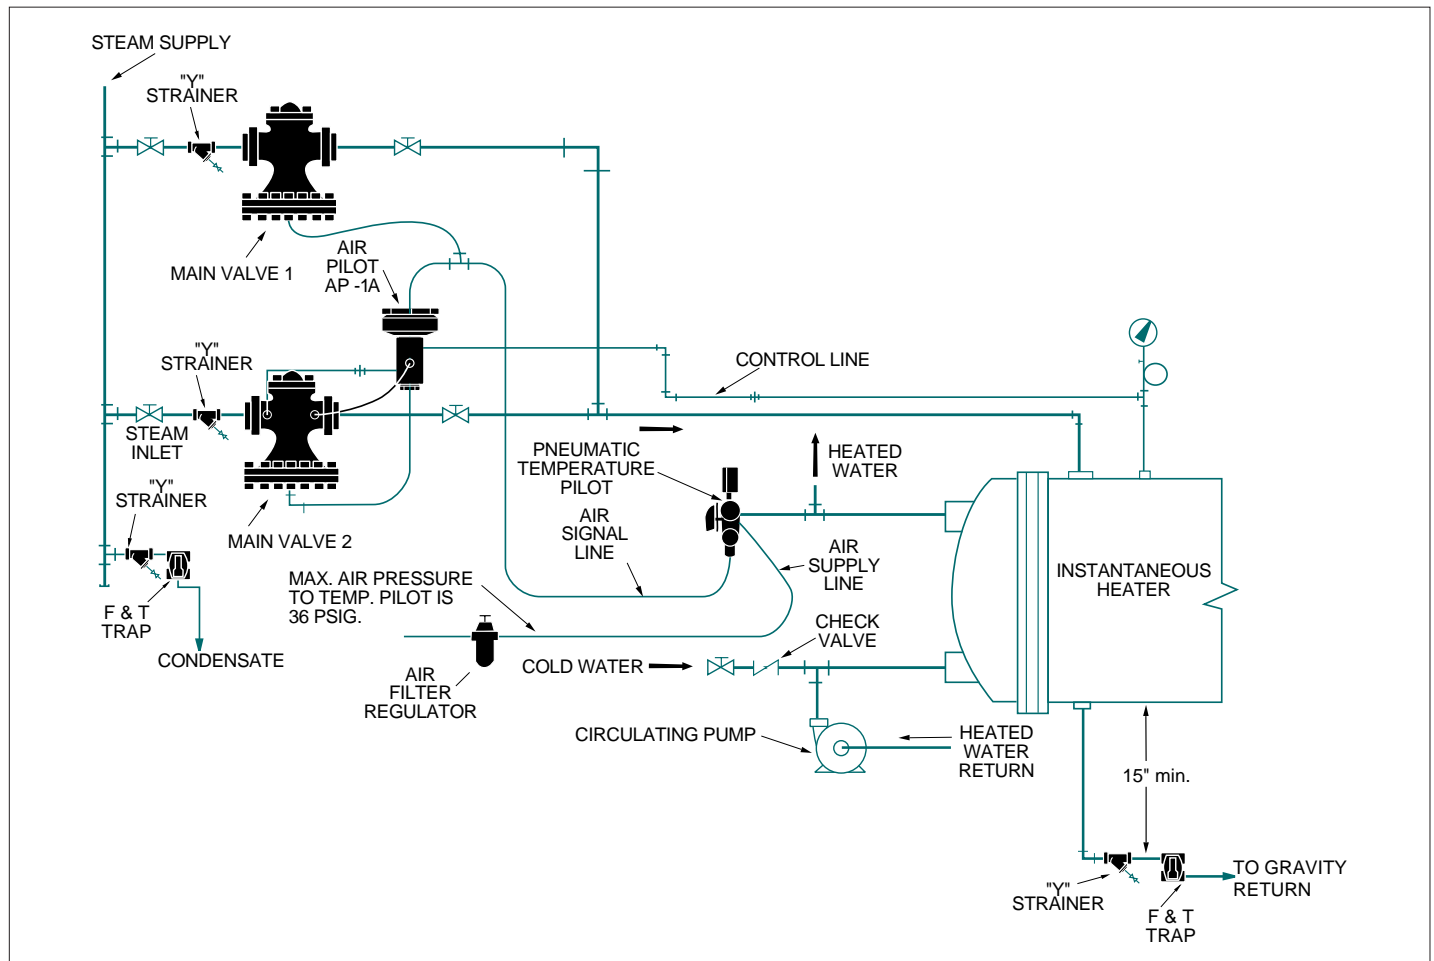 STEAM SUPPLY
"Y"
STRAINER
MAIN VALVE 1
AIR
PILOT
AP -1A
"Y"
STRAINER
CONTROL LINE
STEAM
INLET
"Y"
STRAINER
MAIN VALVE 2
PNEUMATIC
TEMPERATURE
PILOT
HEATED
WATER
AIR
SIGNAL
LINE
AIR
SUPPLY
LINE
INSTANTANEOUS
HEATER
MAX. AIR PRESSURE
TO TEMP. PILOT IS
36 PSIG.
F & T
TRAP
CONDENSATE
CHECK
VALVE
COLD WATER
AIR
FILTER
REGULATOR
CIRCULATING PUMP
HEATED
WATER
RETURN
15" min.
"Y"
STRAINER
F & T
TRAP
TO GRAVITY
RETURN